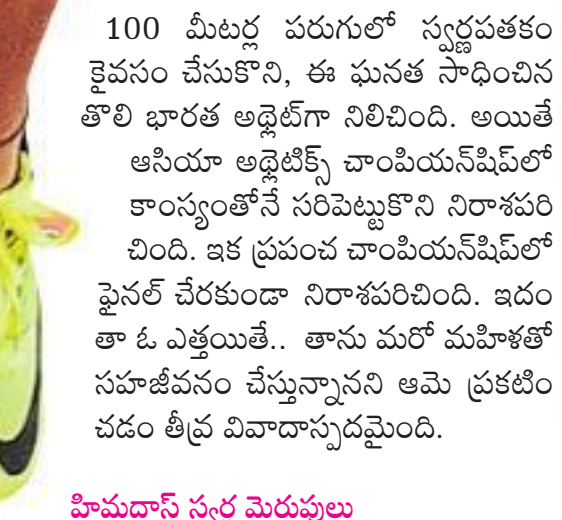 100 మీటర్ల పరుగులో స్వర్ణపతకం
కైవసం చేసుకొని, ఈ ఘనత సాధించిన
తొలి భారత అథ్లెట్‌గా నిలిచింది. అయితే
ఆసియా అథ్లెటిక్స్ చాంపియన్‌షిప్‌లో
కాంస్యంతోనే సరిపెట్టుకొని నిరాశపరి
చింది. ఇక ప్రపంచ చాంపియన్‌షిప్‌లో
ఫైనల్ చేరకుండా నిరాశపరిచింది. ఇదం
తా ఓ ఎత్తయితే.. తాను మరో మహిళతో
సహజీవనం చేస్తున్నానని ఆమె ప్రకటిం
చడం తీవ్ర వివాదాస్పదమైంది.
హిమదాస్ స్వర్ణ మెరుపులు